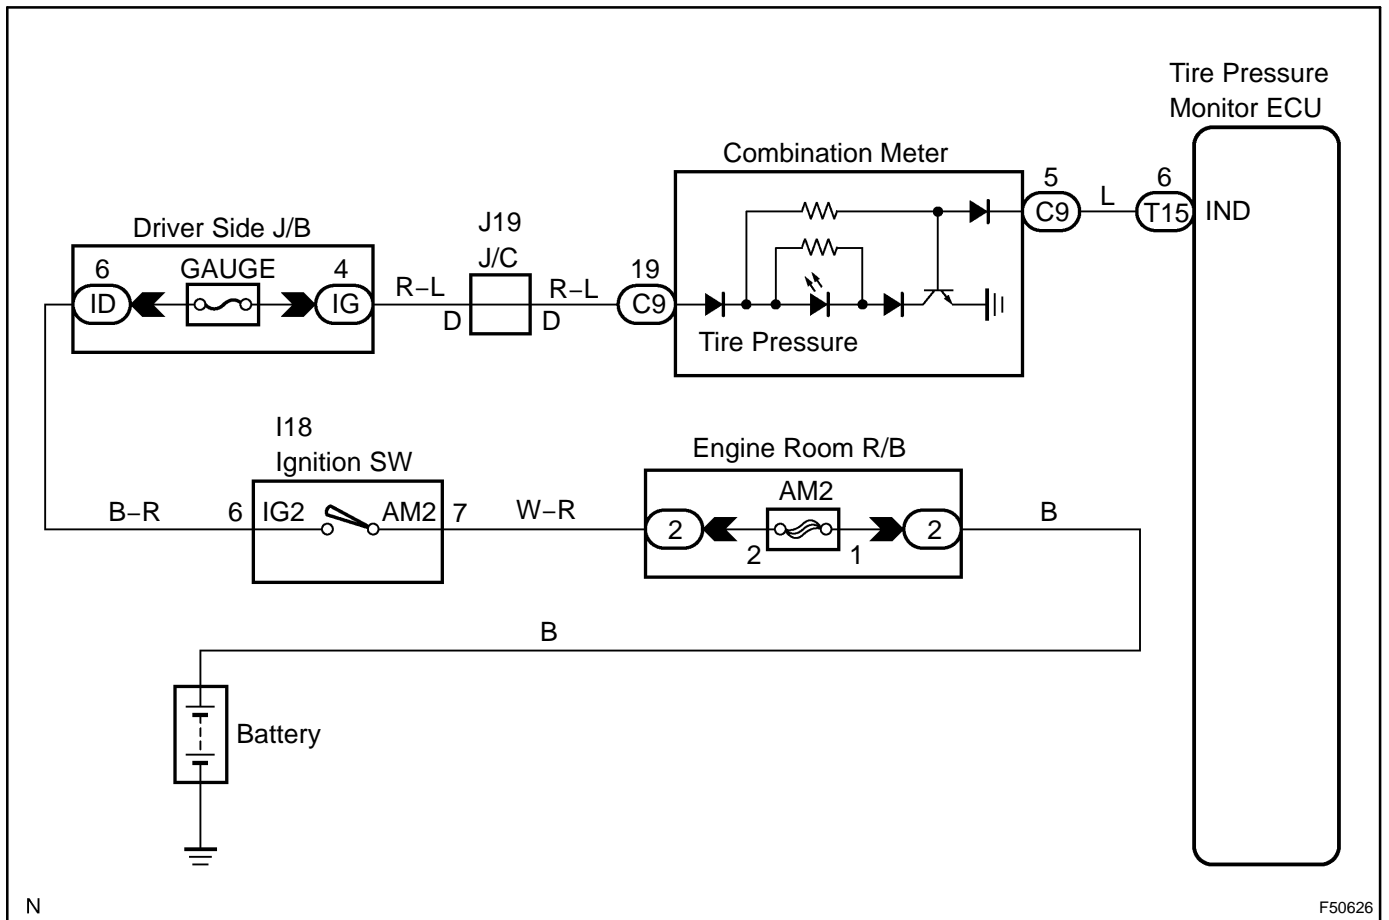 Tire Pressure
Monitor ECU
Combination Meter
5
C9
L
6
T15
IND
Driver Side J/B
6
ID
GAUGE
4
IG
R–L
D
J19
J/C
R–L
D
19
C9
Tire Pressure
I18
Ignition SW
B–R
6
IG2
AM2
7
W–R
Engine Room R/B
AM2
2
2
1
2
B
B
Battery
N
F50626